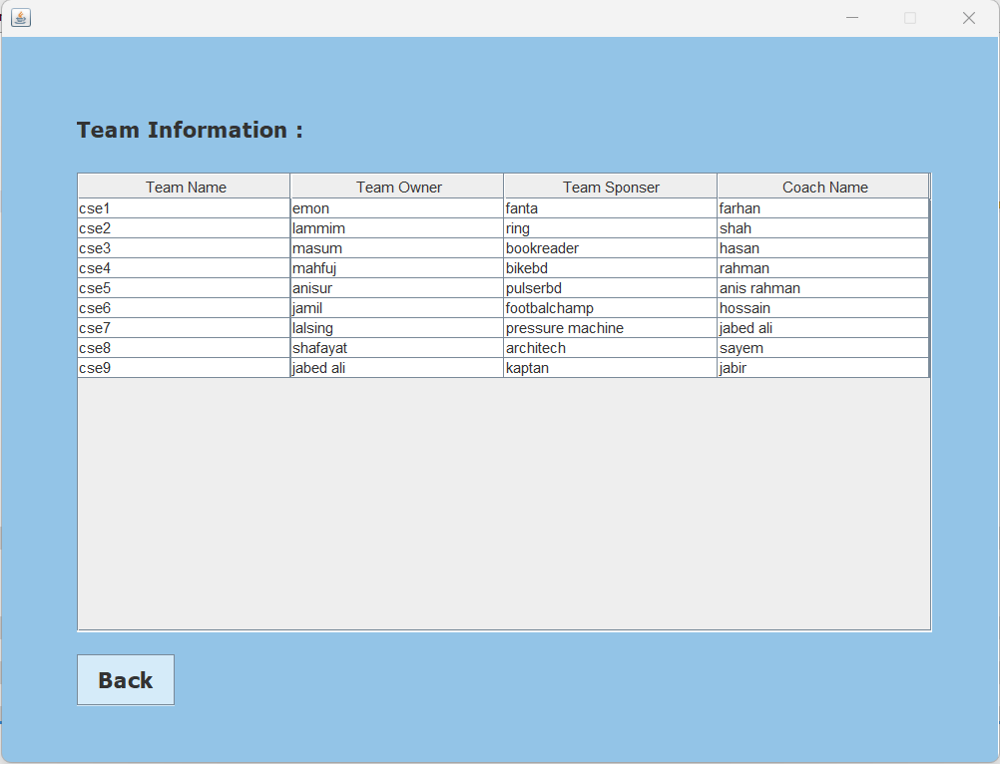 Team Information :
Team Name Team Owner Team Sponser Coach Name
cse1 emon fanta farhan
cse2 lammim ring shah
cse3 masum bookreader hasan
cse4 mahfuj bikebd rahman
cse5 anisur pulserbd anis rahman
cse6 jamil footbalchamp hossain
cse7 lalsing pressure machine jabed ali
cse8 shafayat architech sayem
cse9 jabed ali kaptan jabir
Back